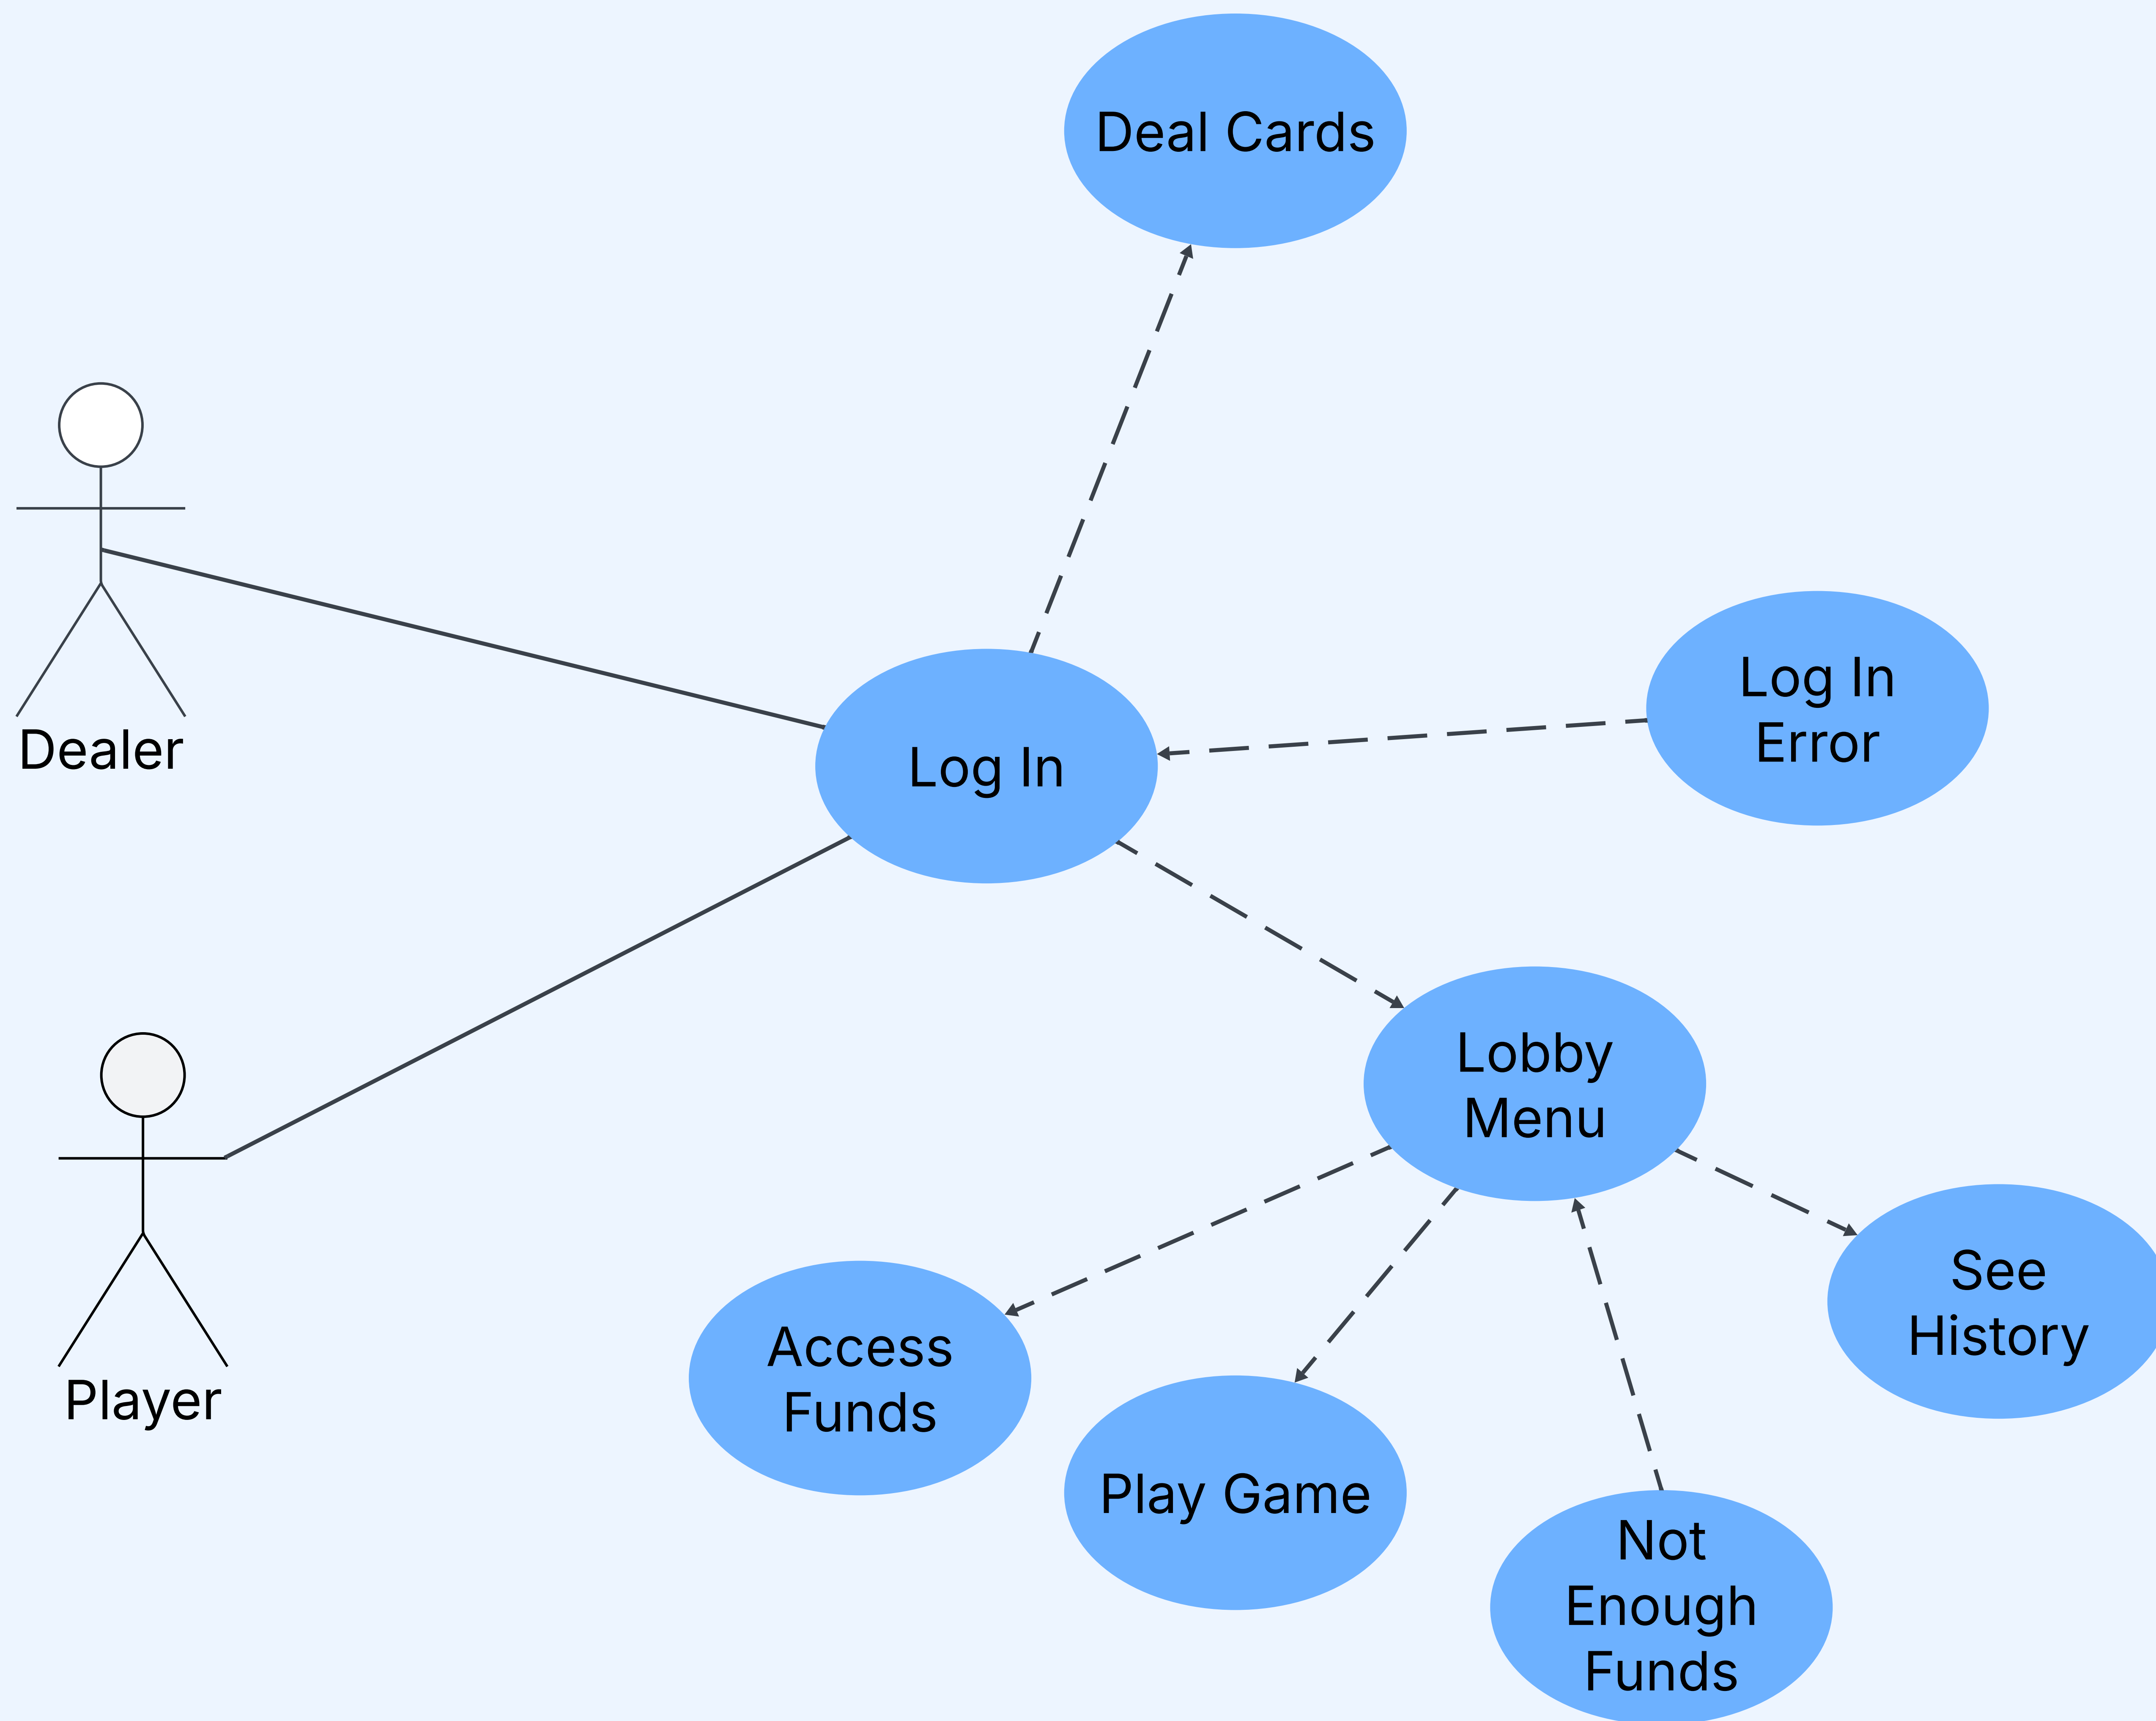 Deal Cards
Dealer
Log In
Log In
Error
Lobby
Menu
Player
Access
Funds
Play Game
See
History
Not
Enough
Funds